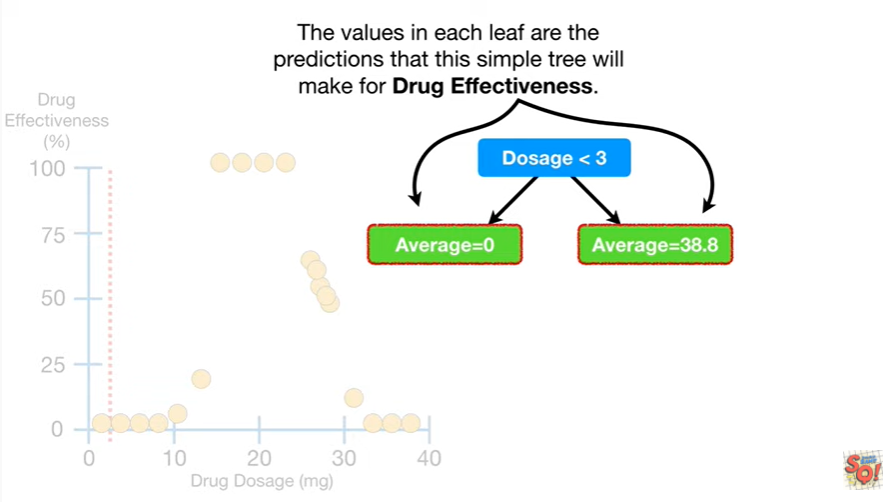 The values in each leaf are the
predictions that this simple tree will
make for Drug Effectiveness.
Drug
Effectiveness
(%)
100
75
50
25
0
0 10 20 30 40
Drug Dosage (mg)
Dosage < 3
Average=0 Average=38.8
SQ!